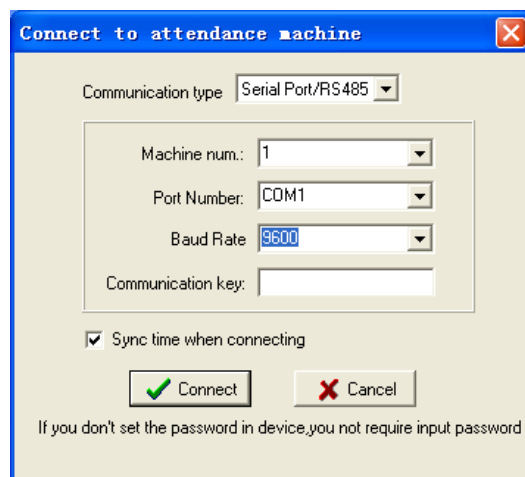 Connect to attendance machine
Communication type Serial Port/RS485
Machine num.: 1
Port Number: COM1
Baud Rate 9600
Communication key:
Sync time when connecting
Connect Cancel
If you don't set the password in device,you not require input password